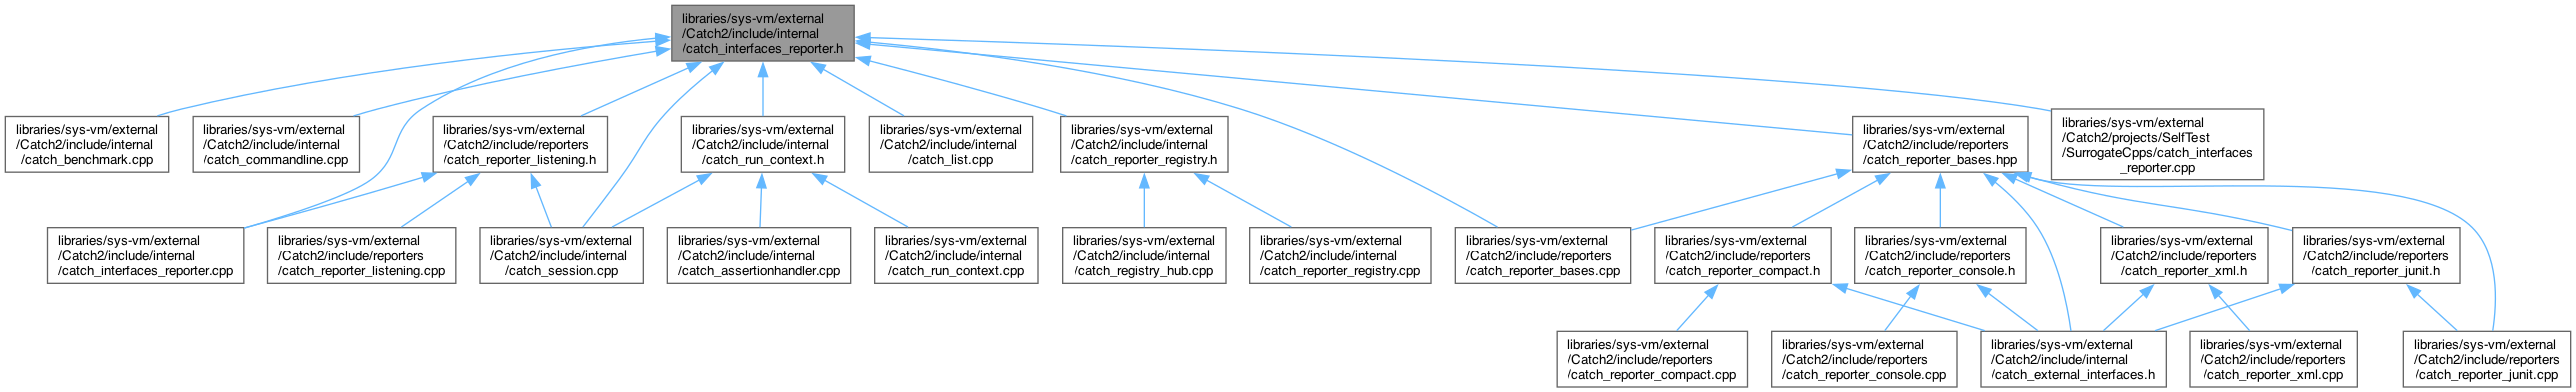 libraries/sys-vm/external
/Catch2/include/internal
/catch_interfaces_reporter.h
libraries/sys-vm/external
/Catch2/include/internal
/catch_benchmark.cpp
libraries/sys-vm/external
/Catch2/include/internal
/catch_commandline.cpp
libraries/sys-vm/external
/Catch2/include/reporters
/catch_reporter_listening.h
libraries/sys-vm/external
/Catch2/include/internal
/catch_run_context.h
libraries/sys-vm/external
/Catch2/include/internal
/catch_list.cpp
libraries/sys-vm/external
/Catch2/include/internal
/catch_reporter_registry.h
libraries/sys-vm/external
/Catch2/include/reporters
/catch_reporter_bases.hpp
libraries/sys-vm/external
/Catch2/projects/SelfTest
/SurrogateCpps/catch_interfaces
_reporter.cpp
libraries/sys-vm/external
/Catch2/include/internal
/catch_interfaces_reporter.cpp
libraries/sys-vm/external
/Catch2/include/reporters
/catch_reporter_listening.cpp
libraries/sys-vm/external
/Catch2/include/internal
/catch_session.cpp
libraries/sys-vm/external
/Catch2/include/internal
/catch_assertionhandler.cpp
libraries/sys-vm/external
/Catch2/include/internal
/catch_run_context.cpp
libraries/sys-vm/external
/Catch2/include/internal
/catch_registry_hub.cpp
libraries/sys-vm/external
/Catch2/include/internal
/catch_reporter_registry.cpp
libraries/sys-vm/external
/Catch2/include/reporters
/catch_reporter_bases.cpp
libraries/sys-vm/external
/Catch2/include/reporters
/catch_reporter_compact.h
libraries/sys-vm/external
/Catch2/include/reporters
/catch_reporter_console.h
libraries/sys-vm/external
/Catch2/include/reporters
/catch_reporter_xml.h
libraries/sys-vm/external
/Catch2/include/reporters
/catch_reporter_junit.h
libraries/sys-vm/external
/Catch2/include/reporters
/catch_reporter_compact.cpp
libraries/sys-vm/external
/Catch2/include/reporters
/catch_reporter_console.cpp
libraries/sys-vm/external
/Catch2/include/internal
/catch_external_interfaces.h
libraries/sys-vm/external
/Catch2/include/reporters
/catch_reporter_xml.cpp
libraries/sys-vm/external
/Catch2/include/reporters
/catch_reporter_junit.cpp